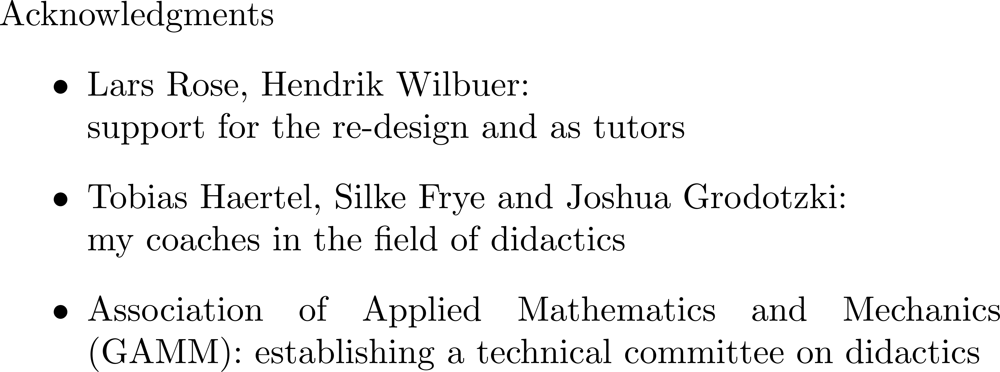 Acknowledgments
• Lars Rose, Hendrik Wilbuer:
support for the re-design and as tutors
• Tobias Haertel, Silke Frye and Joshua Grodotzki:
my coaches in the field of didactics
• Association of Applied Mathematics and Mechanics
(GAMM): establishing a technical committee on didactics